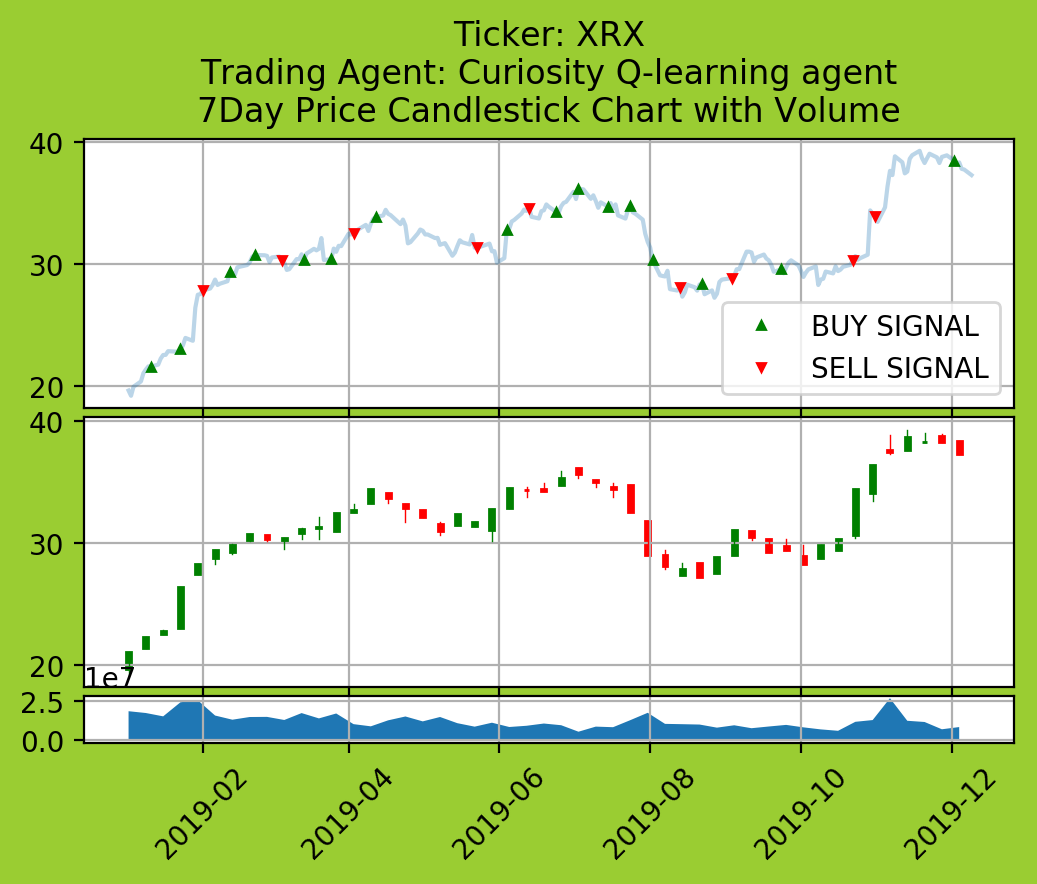 Ticker: XRX
Trading Agent: Curiosity Q-learning agent
7Day Price Candlestick Chart with Volume
40
30
20
BUY SIGNAL
SELL SIGNAL
40
30
20
1e7
2.5
0.0
2019-02
2019-04
2019-06
2019-08
2019-10
2019-12